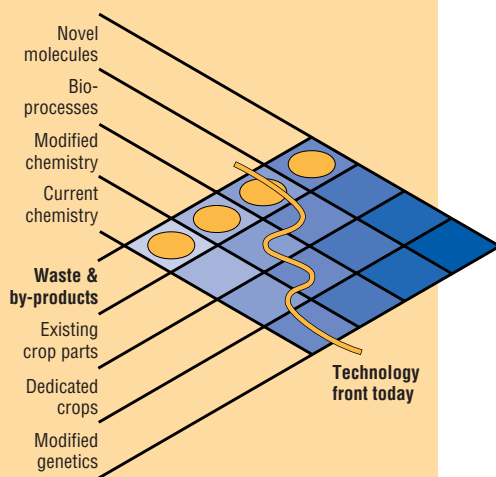 Novel
molecules
Bio-
processes
Modified
chemistry
Current
chemistry
Waste &
by-products
Existing
crop parts
Dedicated
crops
Modified
genetics
Technology
front today